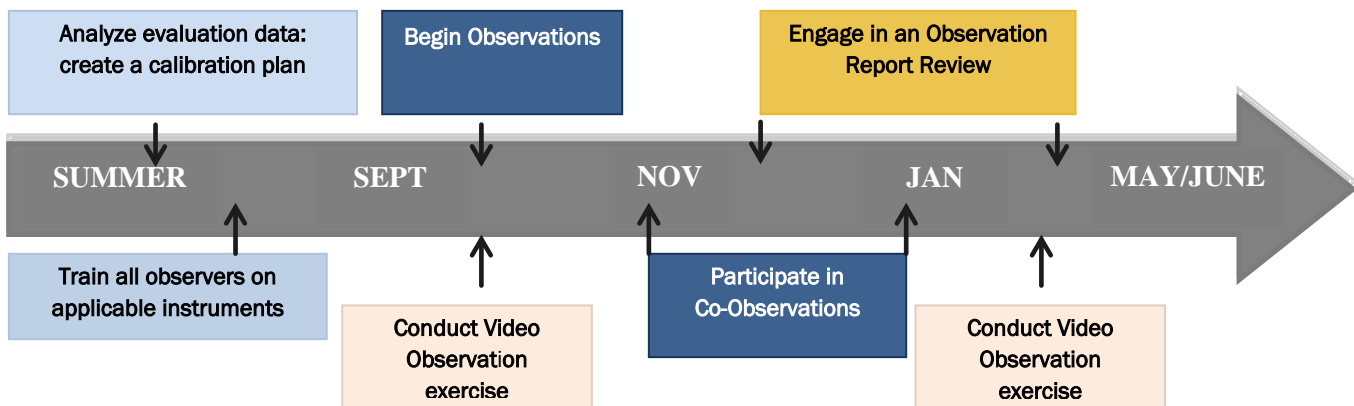 Analyze evaluation data:
create a calibration plan
Begin Observations
Engage in an Observation
Report Review
SUMMER
SEPT
NOV
JAN
MAY/JUNE
Train all observers on
applicable instruments
Conduct Video
Observation
exercise
Participate in
Co-Observations
Conduct Video
Observation
exercise